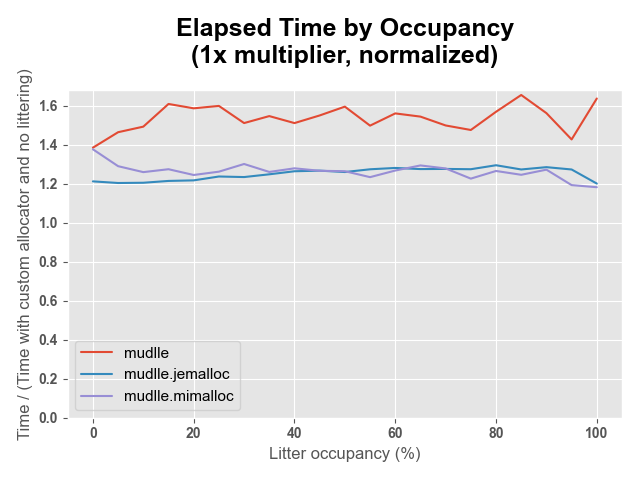 Elapsed Time by Occupancy
(1x multiplier, normalized)
Time / (Time with custom allocator and no littering)
1.6
1.4
1.2
1.0
0.8
0.6
0.4
0.2
0.0
mudlle
mudlle.jemalloc
mudlle.mimalloc
0 20 40 60 80 100
Litter occupancy (%)